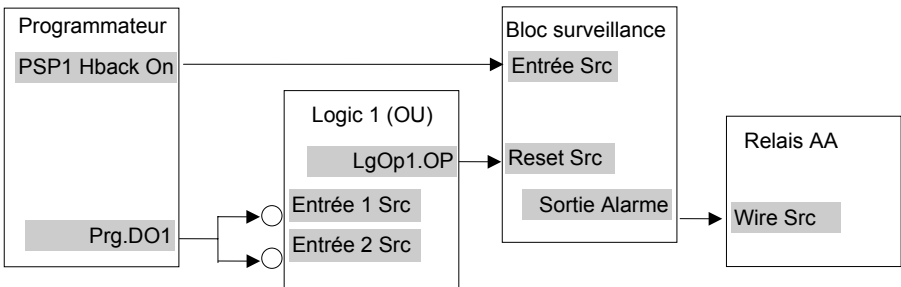 Programmateur
PSP1 Hback On
Prg.DO1
Logic 1 (OU)
LgOp1.OP
Entrée 1 Src
Entrée 2 Src
Bloc surveillance
Entrée Src
Reset Src
Sortie Alarme
Relais AA
Wire Src